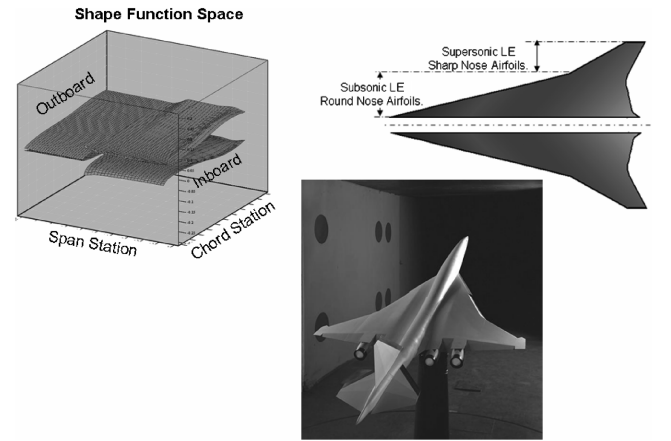 Shape Function Space
Outboard
Inboard
Span Station
Chord Station
Supersonic LE
Sharp Nose Airfoils.
Subsonic LE
Round Nose Airfoils.